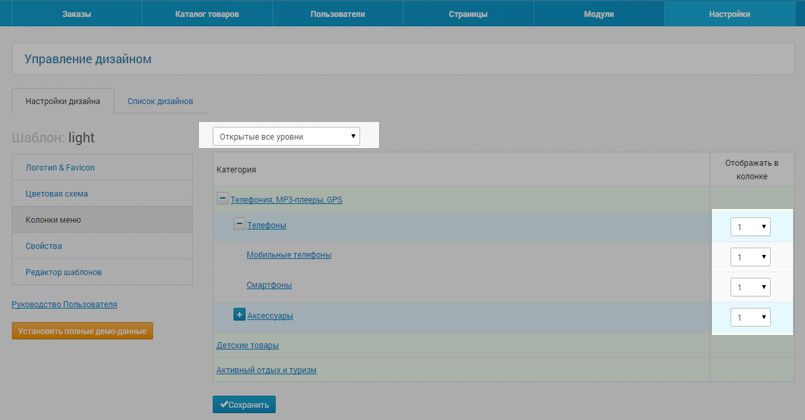 Заказы
Каталог товаров
Пользователи
Страницы
Модули
Настройки
Управление дизайном
Настройки дизайна
Список дизайнов
Шаблон: light
Открытые все уровни
Логотип & Favicon
Цветовая схема
Колонки меню
Свойства
Редактор шаблонов
Руководство Пользователя
Установить полные демо-данные
Категория
Отображать в
колонке
Телефония, MP3-плееры, GPS
Телефоны
1
Мобильные телефоны
1
Смартфоны
1
Аксессуары
1
Детские товары
Активный отдых и туризм
Сохранить